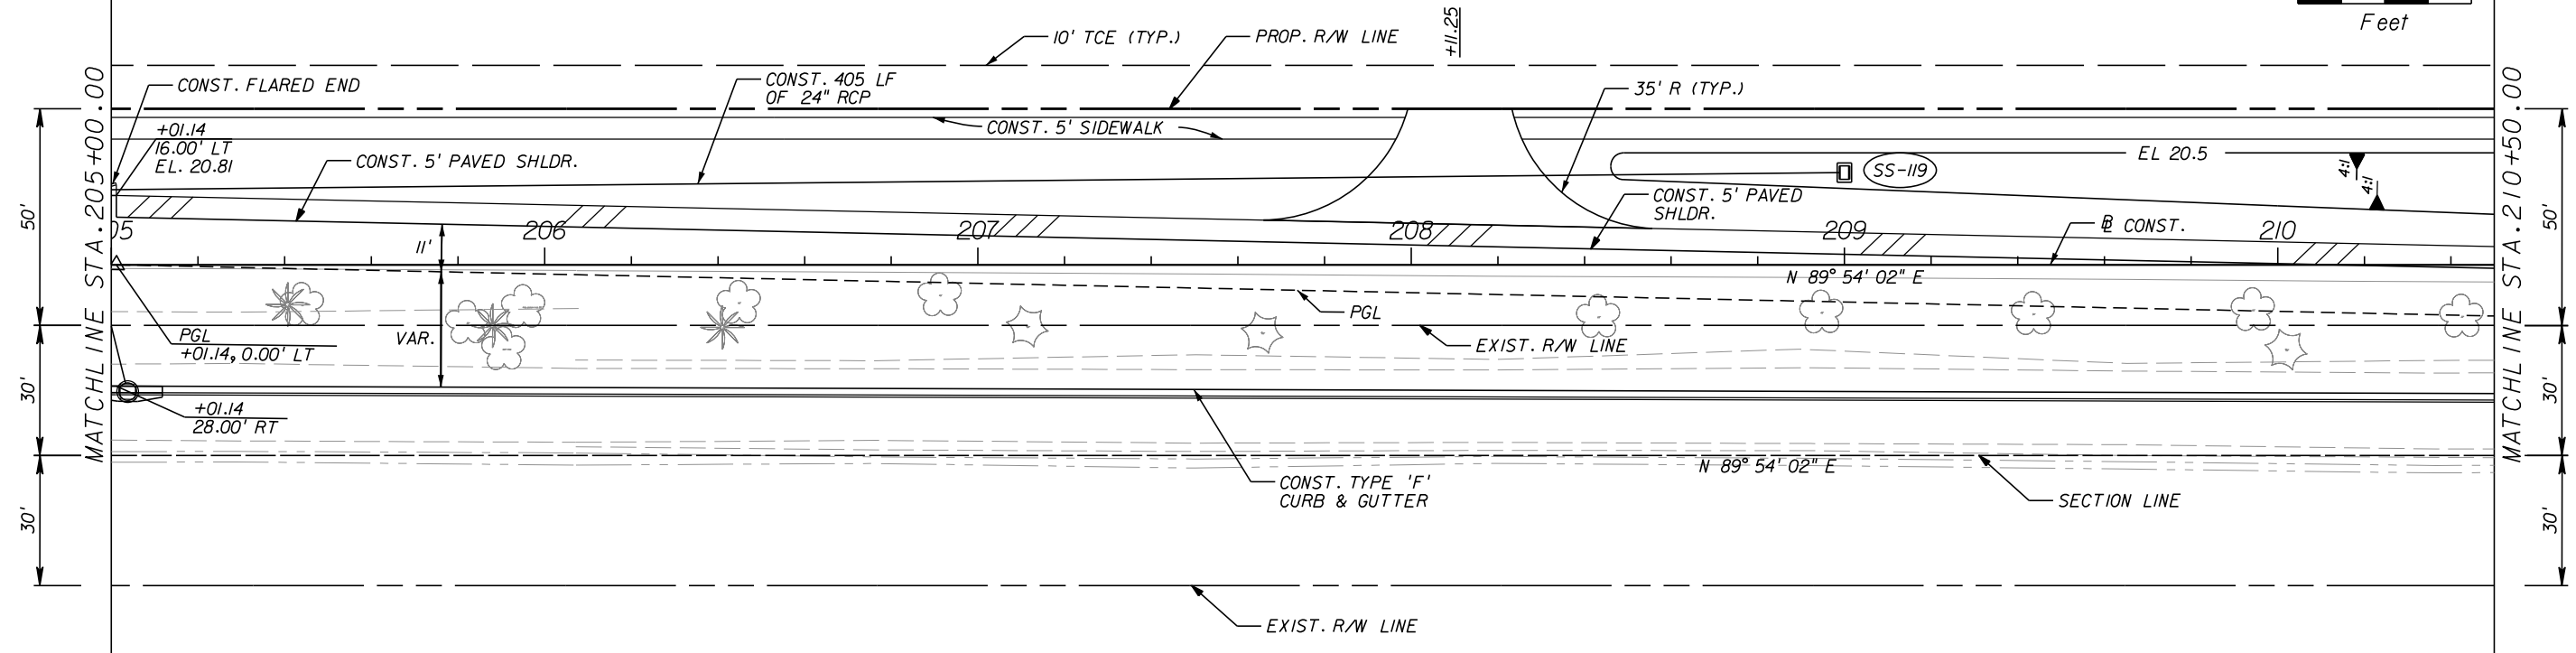 Feet
+11.25
10' TCE (TYP.)
PROP. R/W LINE
CONST. FLARED END
CONST. 405 LF
OF 24" RCP
35' R (TYP.)
MATCHLINE STA. 205+00.00
MATCHLINE STA. 210+50.00
+01.14
16.00' LT
EL. 20.81
CONST. 5' SIDEWALK
CONST. 5' PAVED SHLDR.
EL 20.5
4:1
4:1
SS-119
CONST. 5' PAVED
SHLDR.
50'
50'
11'
05
206
207
208
209
210
BL CONST.
N 89° 54' 02" E
PGL
PGL
+01.14, 0.00' LT
VAR.
EXIST. R/W LINE
30'
30'
+01.14
28.00' RT
N 89° 54' 02" E
CONST. TYPE 'F'
CURB & GUTTER
SECTION LINE
30'
30'
EXIST. R/W LINE